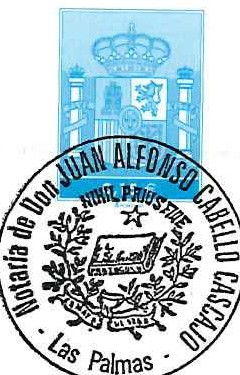 Notaría de Don JUAN ALFONSO CABELLO CASCAJO
NIHIL PRIUS FIDE
- Las Palmas -